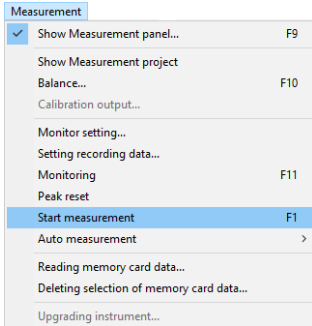 Measurement
Show Measurement panel... F9
Show Measurement project
Balance... F10
Calibration output...
Monitor setting...
Setting recording data...
Monitoring F11
Peak reset
Start measurement F1
Auto measurement
Reading memory card data...
Deleting selection of memory card data...
Upgrading instrument...